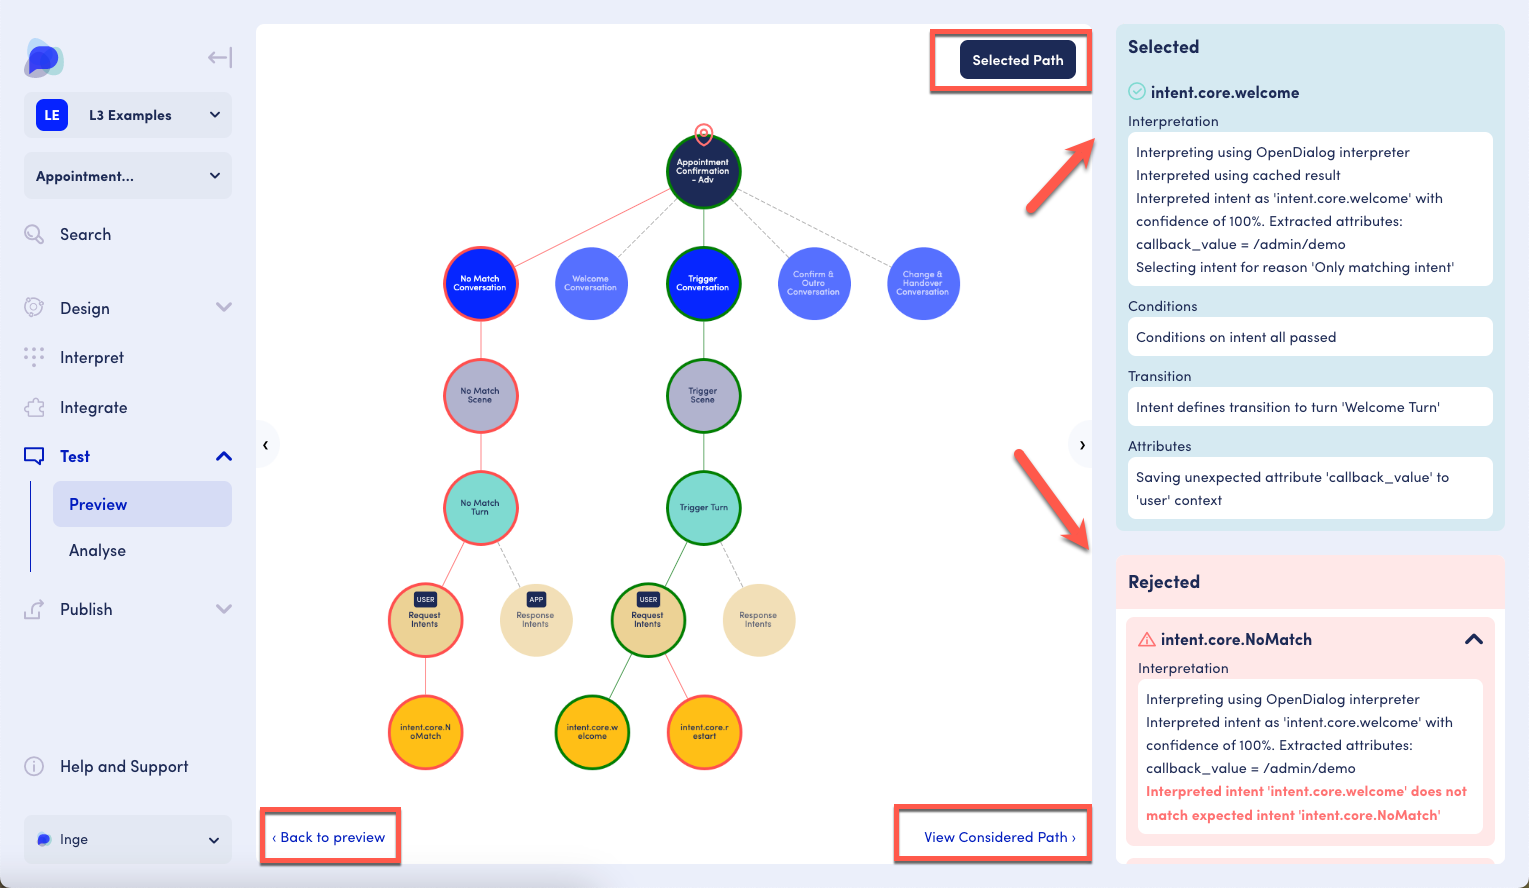 LE
L3 Examples
Appointment...
Search
Design
Interpret
Integrate
Test
Preview
Analyse
Publish
Help and Support
Inge
Selected Path
Appointment
Confirmation
- Adv
No Match
Conversation
Welcome
Conversation
Trigger
Conversation
Confirm &
Outro
Conversation
Change &
Handover
Conversation
No Match
Scene
Trigger
Scene
No Match
Turn
Trigger Turn
USER
Request
Intents
APP
Response
Intents
USER
Request
Intents
Response
Intents
intent.core.N
oMatch
intent.core.w
elcome
intent.core.r
estart
‹ Back to preview
View Considered Path ›
Selected
intent.core.welcome
Interpretation
Interpreting using OpenDialog interpreter
Interpreted using cached result
Interpreted intent as 'intent.core.welcome' with
confidence of 100%. Extracted attributes:
callback_value = /admin/demo
Selecting intent for reason 'Only matching intent'
Conditions
Conditions on intent all passed
Transition
Intent defines transition to turn 'Welcome Turn'
Attributes
Saving unexpected attribute 'callback_value' to
'user' context
Rejected
intent.core.NoMatch
Interpretation
Interpreting using OpenDialog interpreter
Interpreted intent as 'intent.core.welcome' with
confidence of 100%. Extracted attributes:
callback_value = /admin/demo
Interpreted intent 'intent.core.welcome' does not
match expected intent 'intent.core.NoMatch'